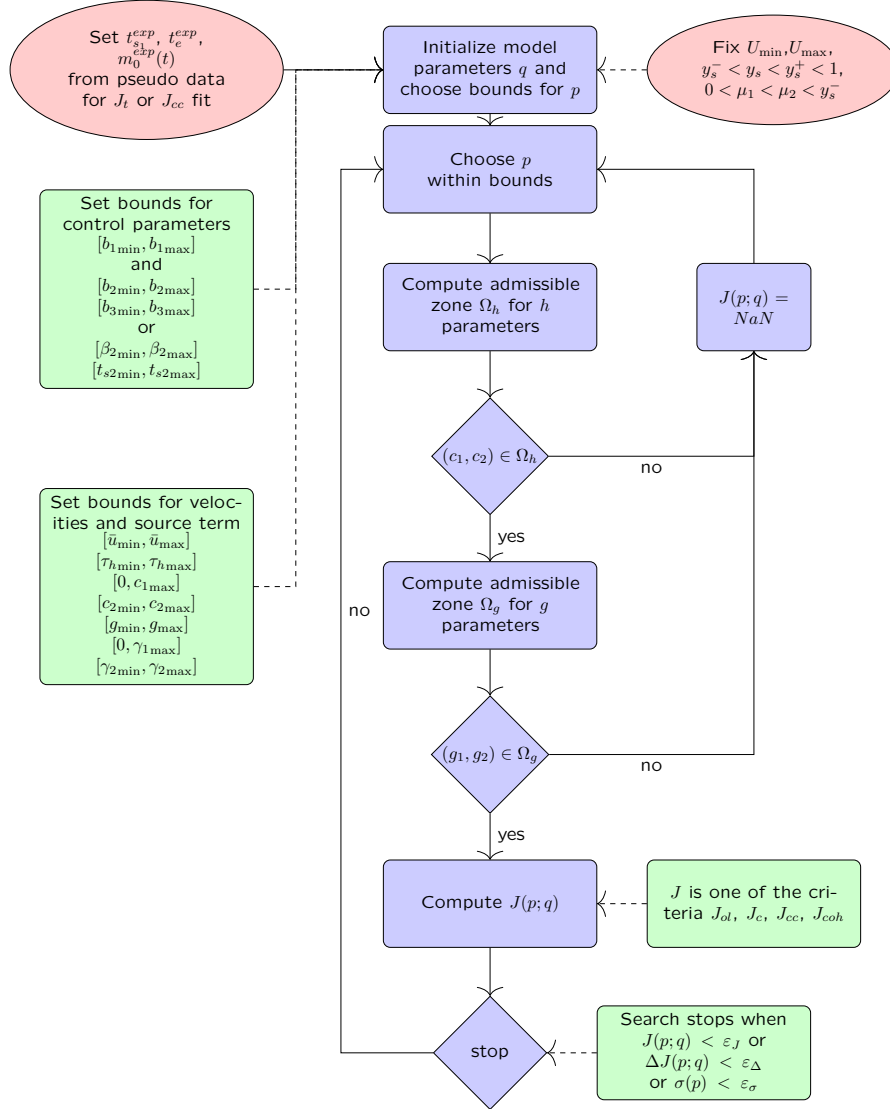 Set $t_{s_1}^{exp}$, $t_e^{exp}$,
$m_0^{exp}(t)$
from pseudo data
for $J_t$ or $J_{cc}$ fit
Initialize model
parameters $q$ and
choose bounds for $p$
Fix $U_{\min}$,$U_{\max}$,
$y_s^- < y_s < y_s^+ < 1$,
$0 < \mu_1 < \mu_2 < y_s^-$
Choose $p$
within bounds
Set bounds for
control parameters
$[b_{1\min}, b_{1\max}]$
and
$[b_{2\min}, b_{2\max}]$
$[b_{3\min}, b_{3\max}]$
or
$[\beta_{2\min}, \beta_{2\max}]$
$[t_{s2\min}, t_{s2\max}]$
Compute admissible
zone $\Omega_h$ for $h$
parameters
$J(p; q) =$
$NaN$
$(c_1, c_2) \in \Omega_h$
no
yes
Set bounds for veloc-
ities and source term
$[\bar{u}_{\min}, \bar{u}_{\max}]$
$[\tau_{h\min}, \tau_{h\max}]$
$[0, c_{1\max}]$
$[c_{2\min}, c_{2\max}]$
$[g_{\min}, g_{\max}]$
$[0, \gamma_{1\max}]$
$[\gamma_{2\min}, \gamma_{2\max}]$
no
Compute admissible
zone $\Omega_g$ for $g$
parameters
$(g_1, g_2) \in \Omega_g$
no
yes
Compute $J(p; q)$
$J$ is one of the cri-
teria $J_{ol}$, $J_c$, $J_{cc}$, $J_{coh}$
stop
Search stops when
$J(p; q) < \varepsilon_J$ or
$\Delta J(p; q) < \varepsilon_\Delta$
or $\sigma(p) < \varepsilon_\sigma$